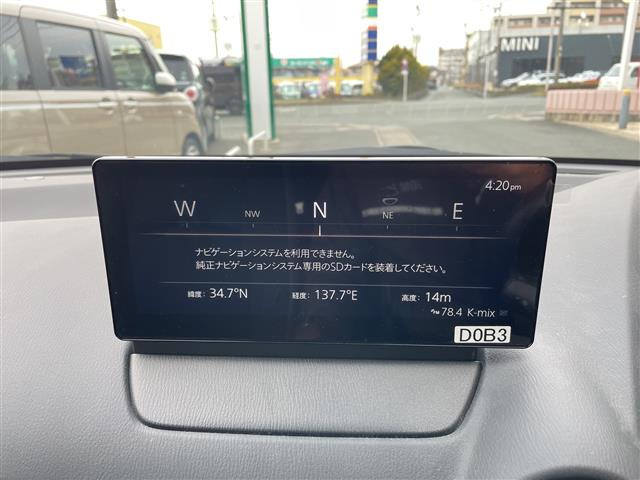 MINI
4:20 pm
W NW N NE E
ナビゲーションシステムを利用できません。
純正ナビゲーションシステム専用のSDカードを装着してください。
緯度: 34.7°N 経度: 137.7°E 高度: 14m
78.4 K-mix
D0B3